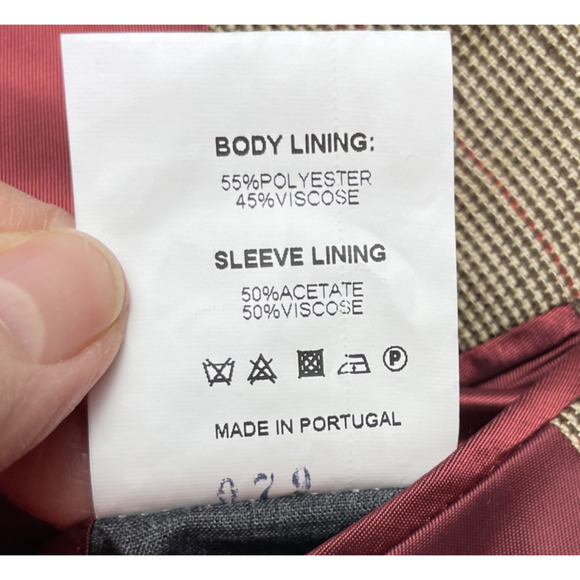 BODY LINING:
55%POLYESTER
45%VISCOSE
SLEEVE LINING
50%ACETATE
50%VISCOSE
P
MADE IN PORTUGAL